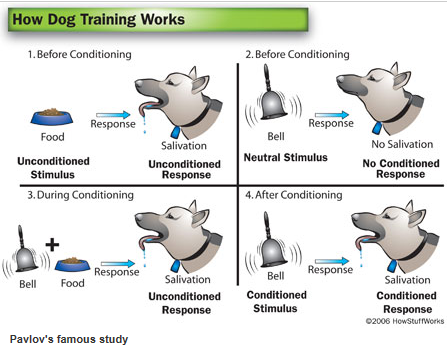 How Dog Training Works
1. Before Conditioning
Food
Response
Salivation
Unconditioned
Stimulus
Unconditioned
Response
2. Before Conditioning
Bell
Response
No Salivation
Neutral Stimulus
No Conditioned
Response
3. During Conditioning
Bell
+
Food
Response
Salivation
Unconditioned
Response
4. After Conditioning
Bell
Response
Salivation
Conditioned
Stimulus
Conditioned
Response
©2006 HowStuffWorks
Pavlov's famous study